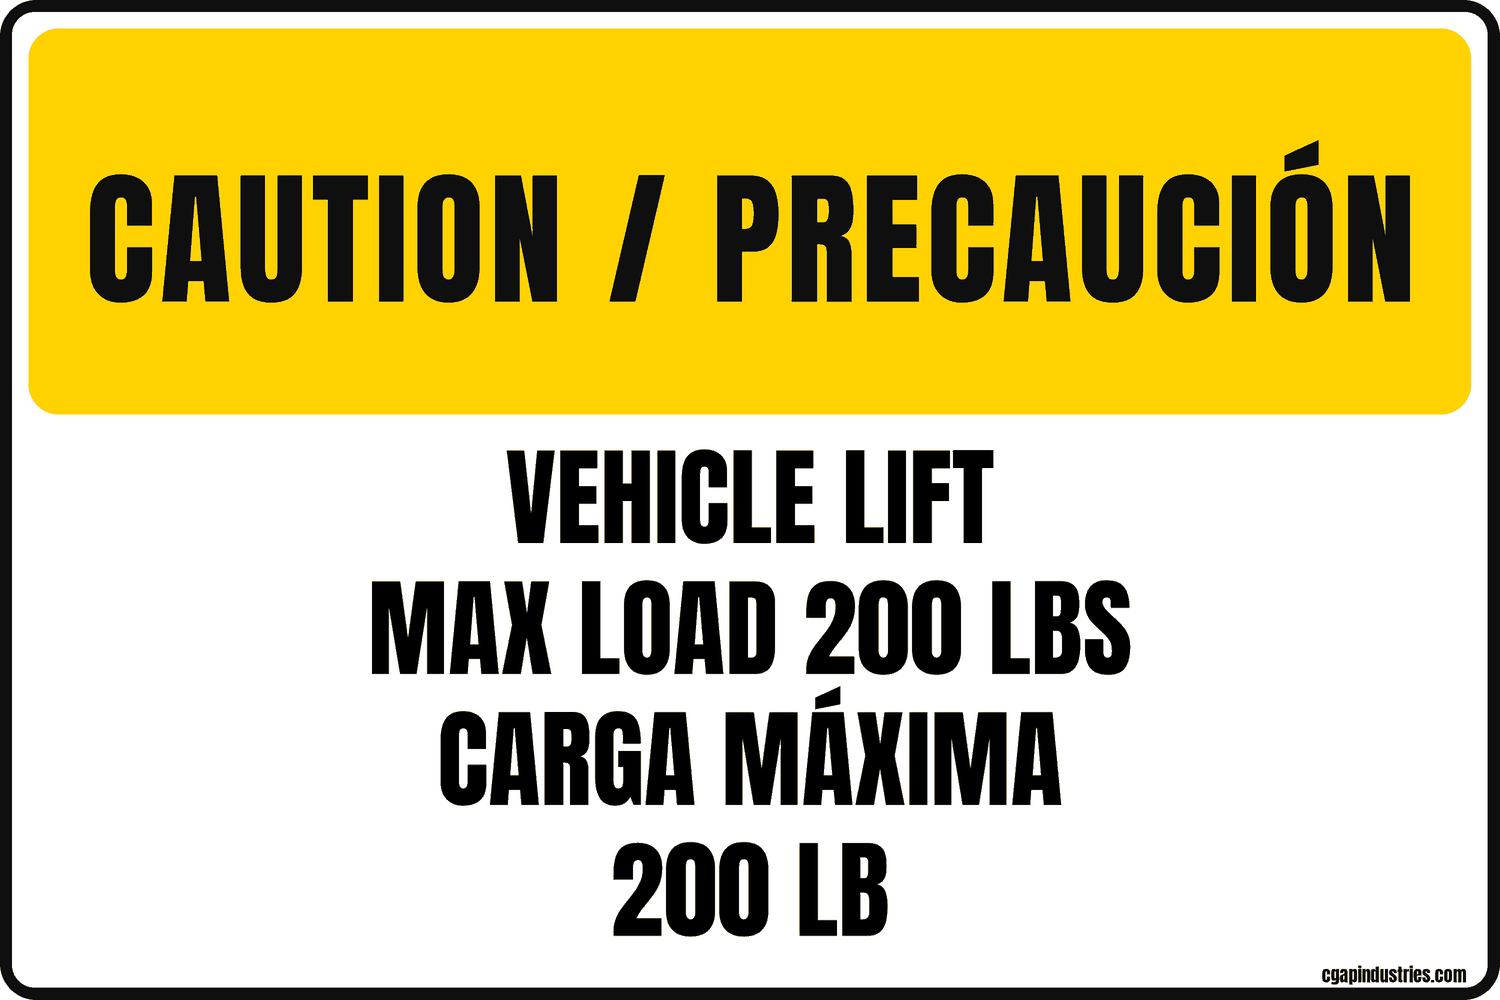 CAUTION / PRECAUCIÓN
VEHICLE LIFT
MAX LOAD 200 LBS
CARGA MÁXIMA
200 LB
cgapindustries.com